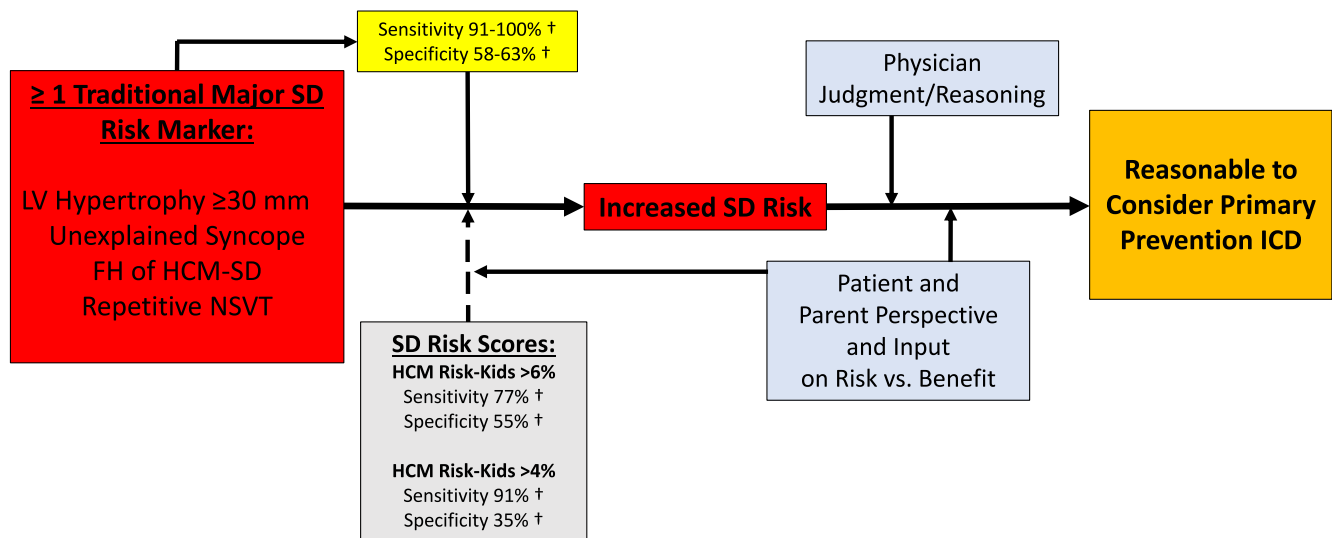 Sensitivity 91-100% †
Specificity 58-63% †
≥ 1 Traditional Major SD
Risk Marker:
LV Hypertrophy ≥30 mm
Unexplained Syncope
FH of HCM-SD
Repetitive NSVT
Increased SD Risk
Physician
Judgment/Reasoning
Reasonable to
Consider Primary
Prevention ICD
Patient and
Parent Perspective
and Input
on Risk vs. Benefit
SD Risk Scores:
HCM Risk-Kids >6%
Sensitivity 77% †
Specificity 55% †
HCM Risk-Kids >4%
Sensitivity 91% †
Specificity 35% †